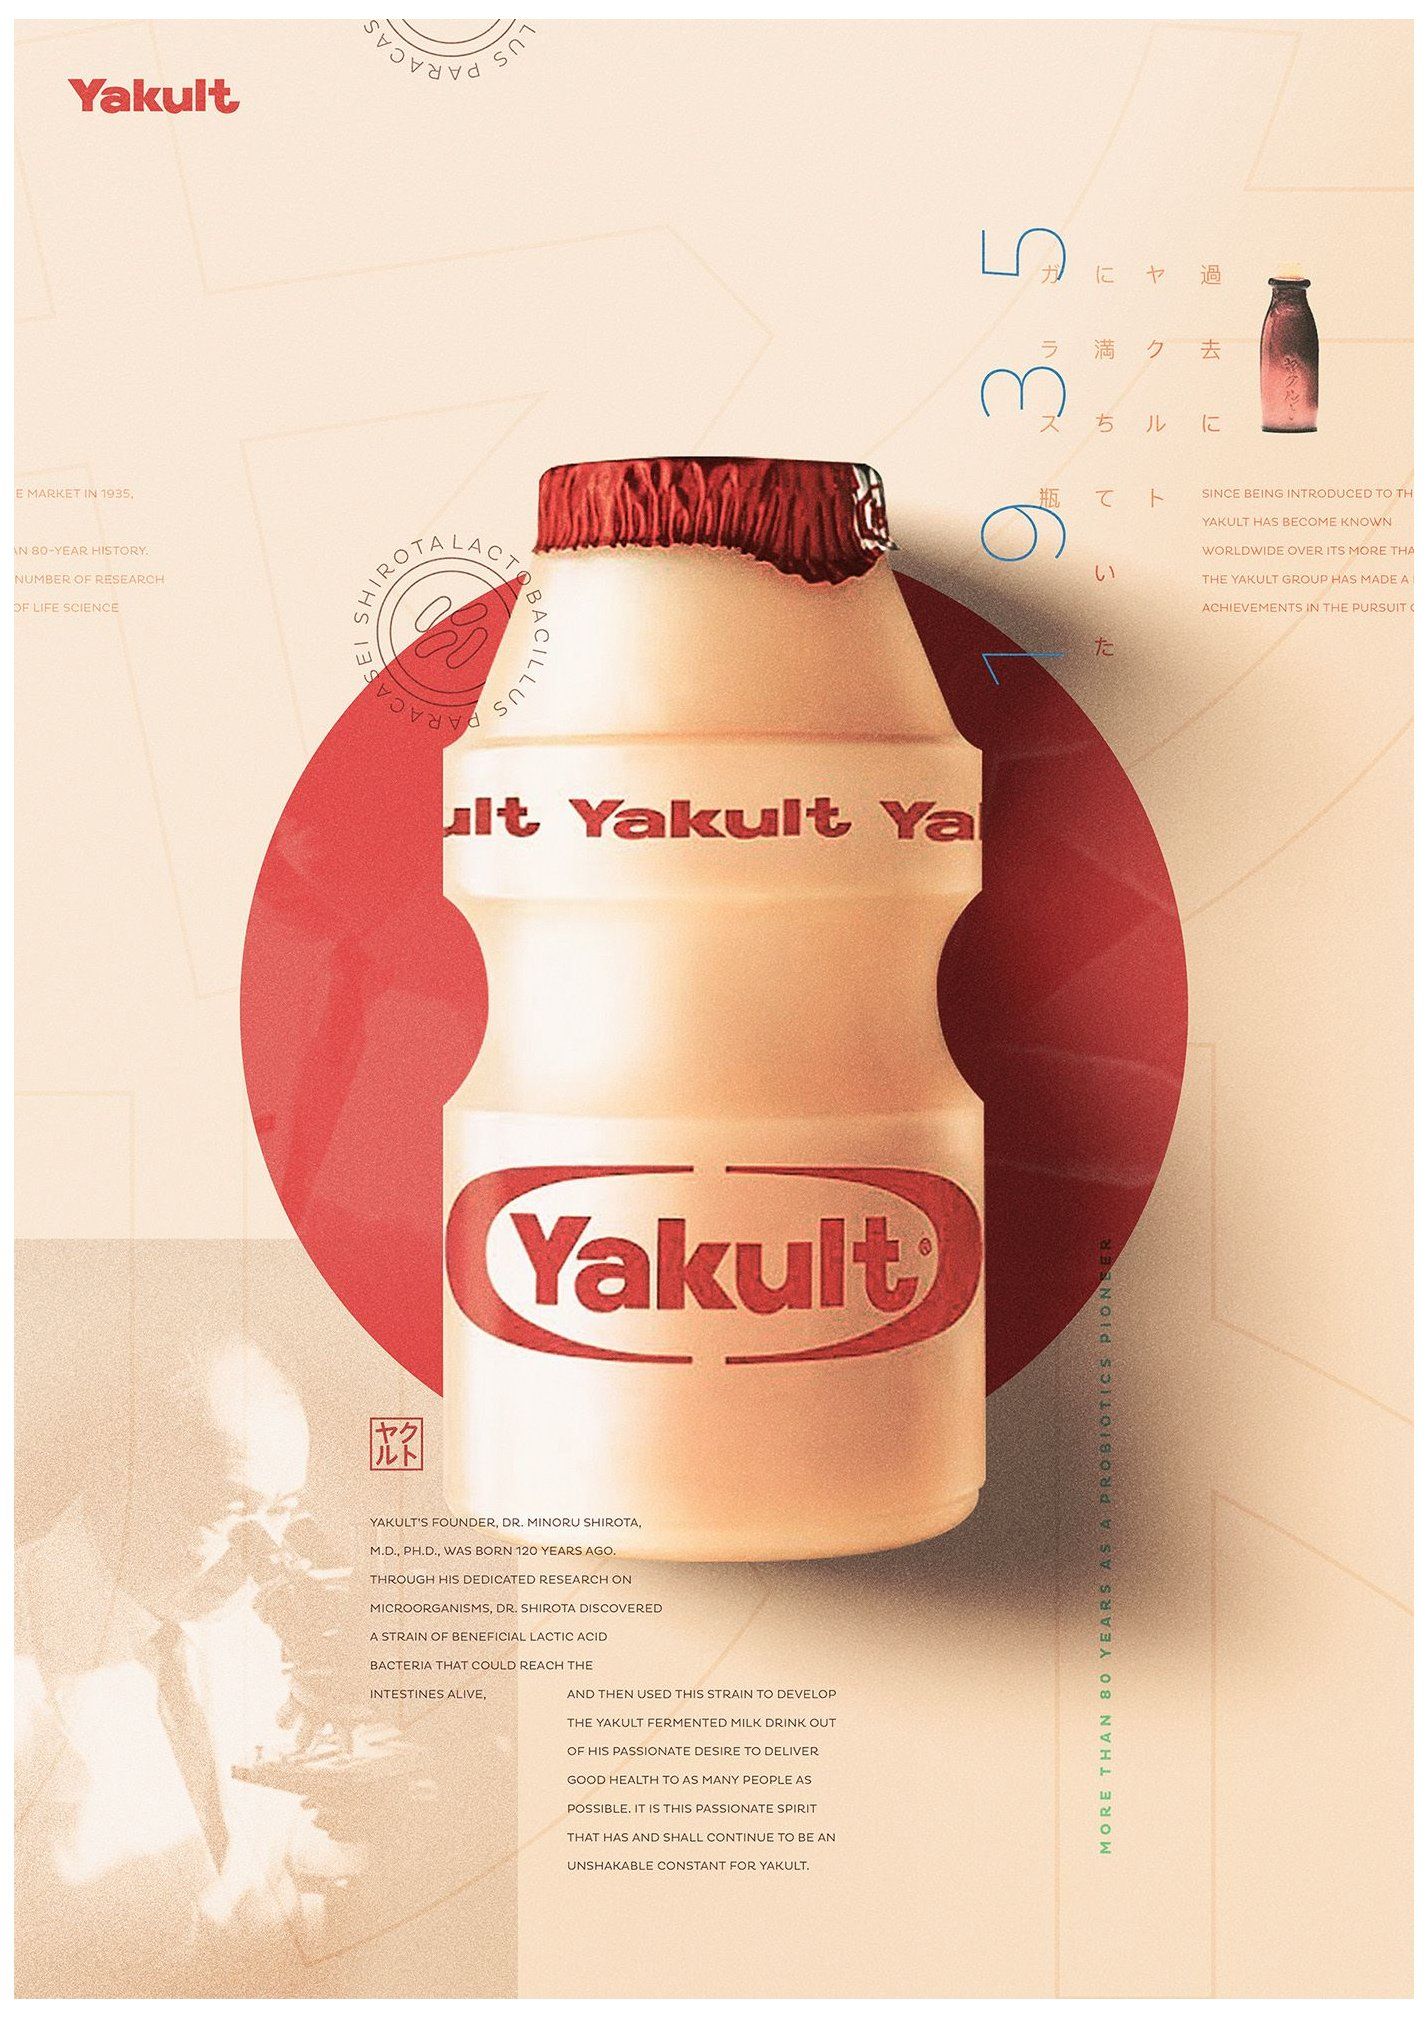 LUS PARACAS
Yakult
1935
過去に
ヤクルト
に満ちていた
ガラス瓶
ヤクルト
E MARKET IN 1935,
AN 80-YEAR HISTORY.
NUMBER OF RESEARCH
OF LIFE SCIENCE
SINCE BEING INTRODUCED TO TH
YAKULT HAS BECOME KNOWN
WORLDWIDE OVER ITS MORE THA
THE YAKULT GROUP HAS MADE A
ACHIEVEMENTS IN THE PURSUIT O
LACTOBACILLUS PARACASEI SHIROTA
ult Yakult Yak
Yakult®
ヤク
ルト
YAKULT'S FOUNDER, DR. MINORU SHIROTA,
M.D., PH.D., WAS BORN 120 YEARS AGO.
THROUGH HIS DEDICATED RESEARCH ON
MICROORGANISMS, DR. SHIROTA DISCOVERED
A STRAIN OF BENEFICIAL LACTIC ACID
BACTERIA THAT COULD REACH THE
INTESTINES ALIVE,
AND THEN USED THIS STRAIN TO DEVELOP
THE YAKULT FERMENTED MILK DRINK OUT
OF HIS PASSIONATE DESIRE TO DELIVER
GOOD HEALTH TO AS MANY PEOPLE AS
POSSIBLE. IT IS THIS PASSIONATE SPIRIT
THAT HAS AND SHALL CONTINUE TO BE AN
UNSHAKABLE CONSTANT FOR YAKULT.
MORE THAN 80 YEARS AS A PROBIOTICS PIONEER